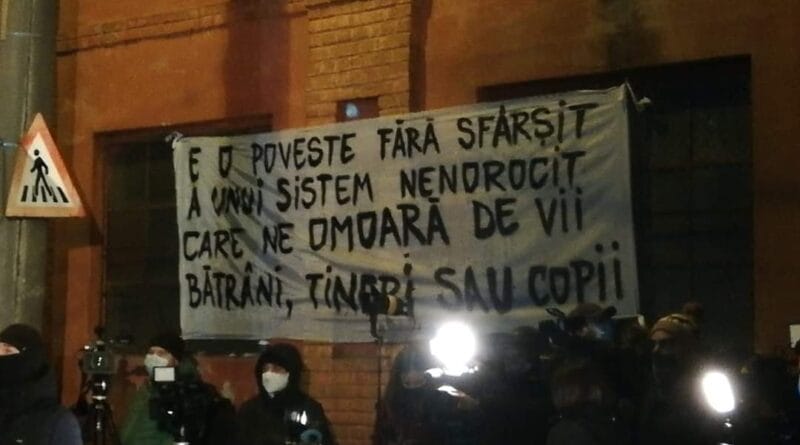 E O POVESTE FĂRĂ SFÂRȘIT
A UNUI SISTEM NENOROCIT
CARE NE OMOARĂ DE VII
BĂTRÂNI, TINERI SAU COPII